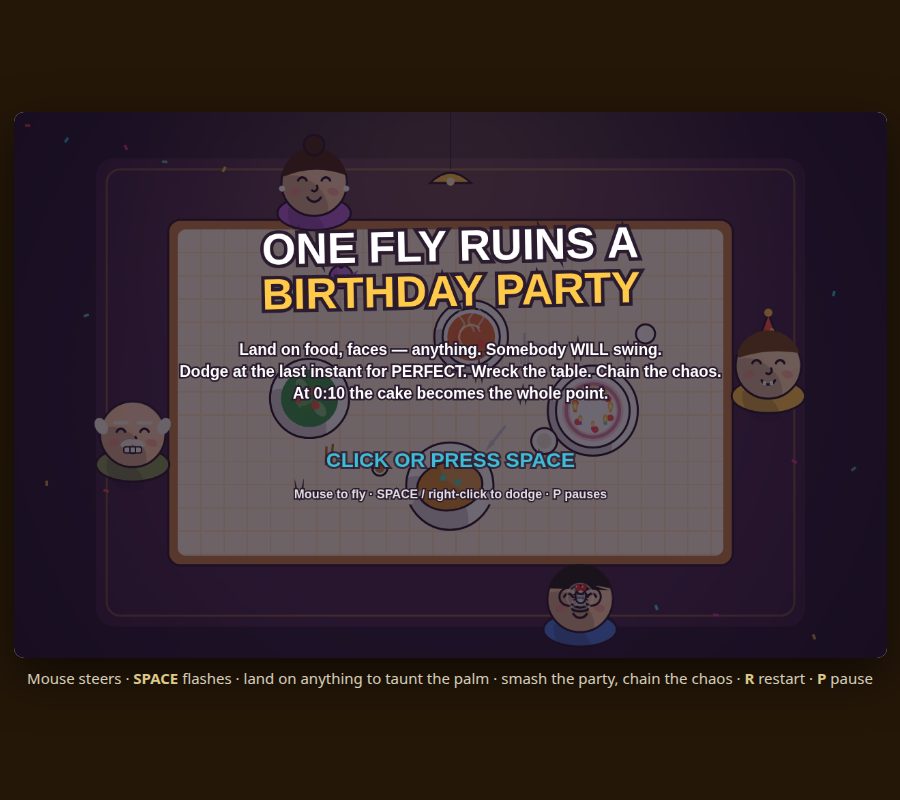 ONE FLY RUINS A
BIRTHDAY PARTY
Land on food, faces — anything. Somebody WILL swing.
Dodge at the last instant for PERFECT. Wreck the table. Chain the chaos.
At 0:10 the cake becomes the whole point.
CLICK OR PRESS SPACE
Mouse to fly · SPACE / right-click to dodge · P pauses
Mouse steers · SPACE flashes · land on anything to taunt the palm · smash the party, chain the chaos · R restart · P pause